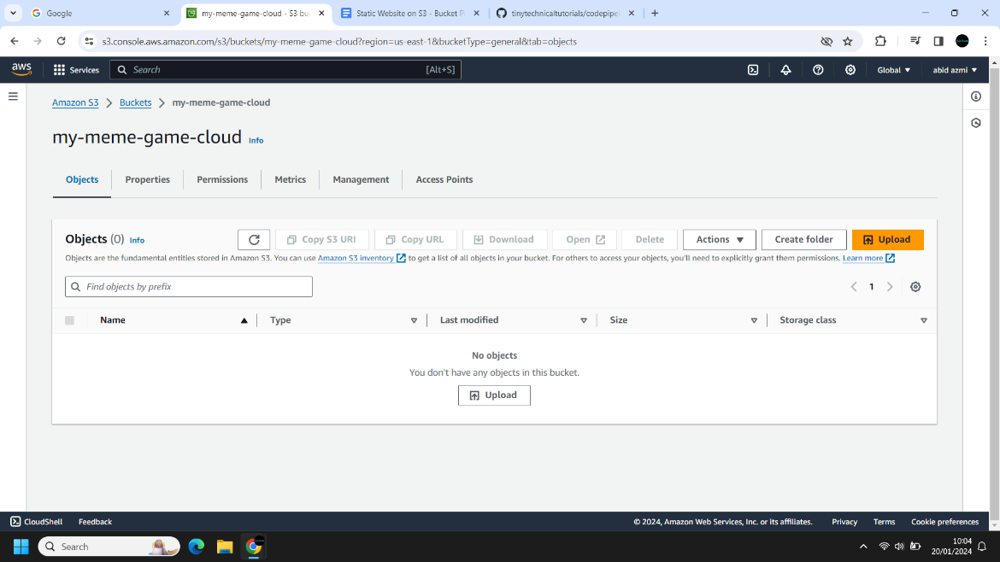 Google
my-meme-game-cloud - S3 bu
Static Website on S3 - Bucket P
tinytechnicaltutorials/codepipe
s3.console.aws.amazon.com/s3/buckets/my-meme-game-cloud?region=us-east-1&bucketType=general&tab=objects
aws Services Search [Alt+S] Global abid azmi
Amazon S3 Buckets my-meme-game-cloud
my-meme-game-cloud Info
Objects Properties Permissions Metrics Management Access Points
Objects (0) Info Copy S3 URI Copy URL Download Open Delete Actions Create folder Upload
Objects are the fundamental entities stored in Amazon S3. You can use Amazon S3 inventory to get a list of all objects in your bucket. For others to access your objects, you'll need to explicitly grant them permissions. Learn more
Find objects by prefix 1
Name Type Last modified Size Storage class
No objects
You don't have any objects in this bucket.
Upload
CloudShell Feedback © 2024, Amazon Web Services, Inc. or its affiliates. Privacy Terms Cookie preferences
Search 10:04
20/01/2024